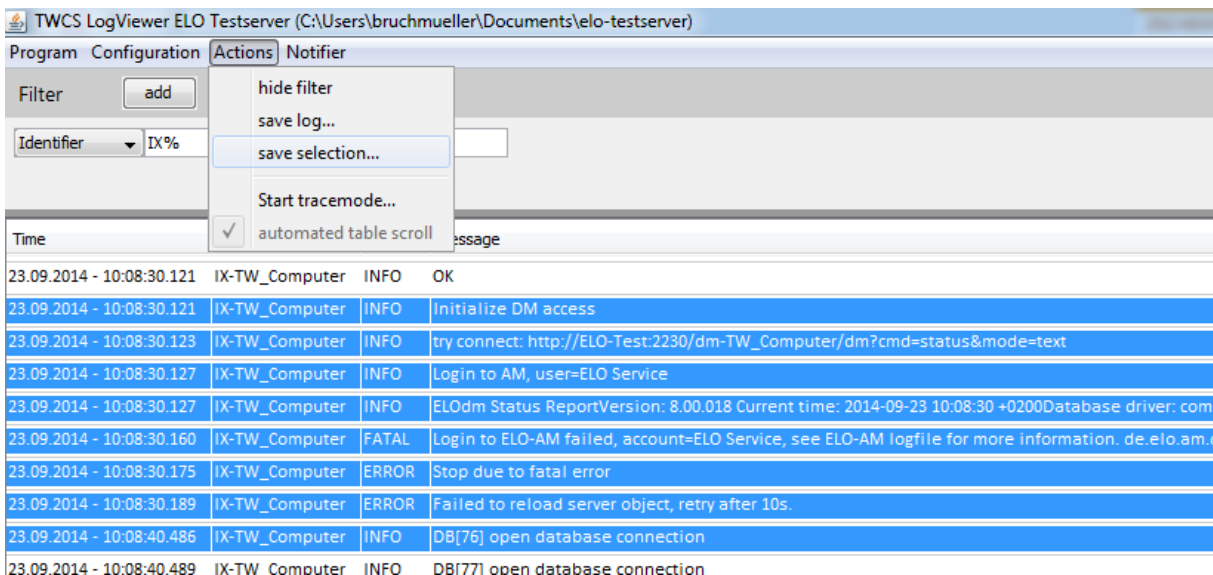 TWCS LogViewer ELO Testserver (C:\Users\bruchmueller\Documents\elo-testserver)
Program Configuration Actions Notifier
Filter add
hide filter
save log...
Identifier IX%
save selection...
Start tracemode...
automated table scroll
Time essage
23.09.2014 - 10:08:30.121 IX-TW_Computer INFO OK
23.09.2014 - 10:08:30.121 IX-TW_Computer INFO Initialize DM access
23.09.2014 - 10:08:30.123 IX-TW_Computer INFO try connect: http://ELO-Test:2230/dm-TW_Computer/dm?cmd=status&mode=text
23.09.2014 - 10:08:30.127 IX-TW_Computer INFO Login to AM, user=ELO Service
23.09.2014 - 10:08:30.127 IX-TW_Computer INFO ELOdm Status ReportVersion: 8.00.018 Current time: 2014-09-23 10:08:30 +0200Database driver: com
23.09.2014 - 10:08:30.160 IX-TW_Computer FATAL Login to ELO-AM failed, account=ELO Service, see ELO-AM logfile for more information. de.elo.am.
23.09.2014 - 10:08:30.175 IX-TW_Computer ERROR Stop due to fatal error
23.09.2014 - 10:08:30.189 IX-TW_Computer ERROR Failed to reload server object, retry after 10s.
23.09.2014 - 10:08:40.486 IX-TW_Computer INFO DB[76] open database connection
23.09.2014 - 10:08:40.489 IX-TW_Computer INFO DB[77] open database connection